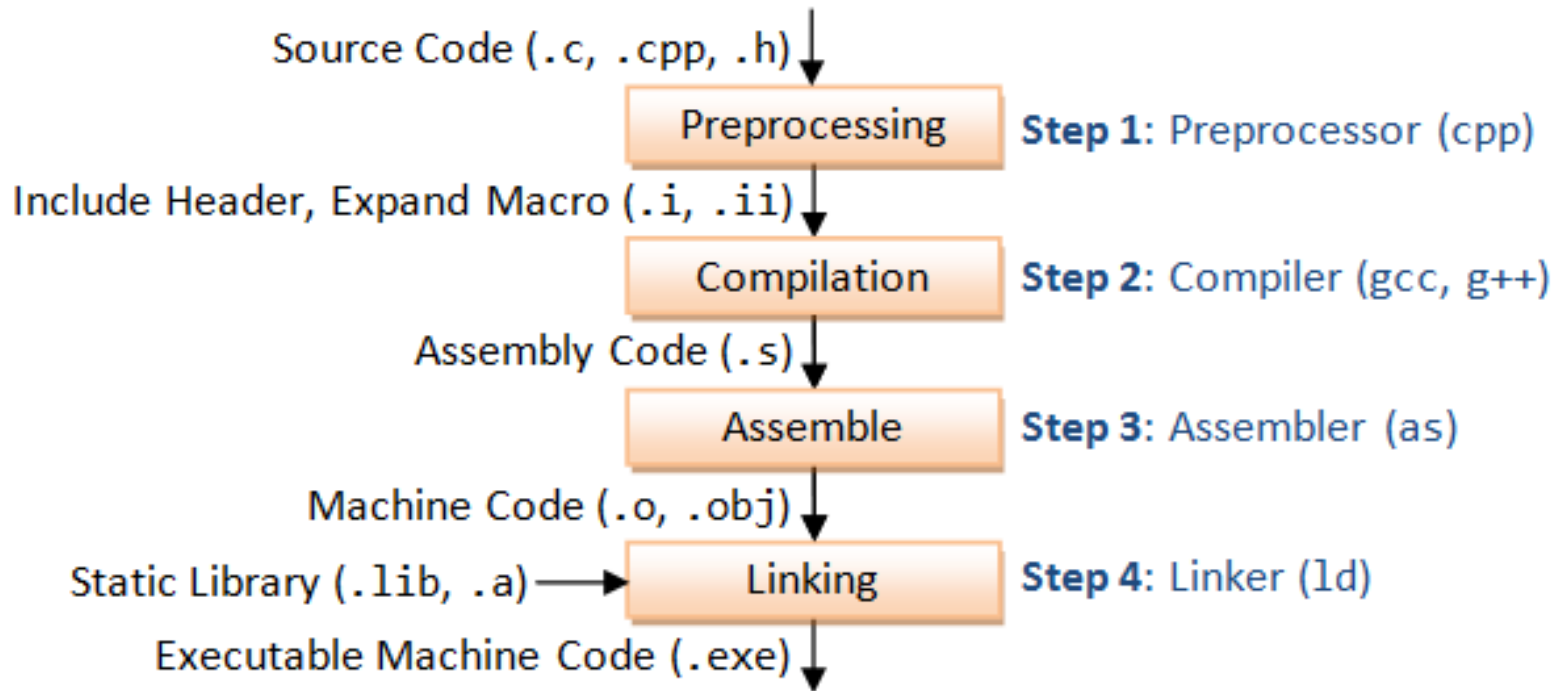 Source Code (.c, .cpp, .h)
Preprocessing
Step 1: Preprocessor (cpp)
Include Header, Expand Macro (.i, .ii)
Compilation
Step 2: Compiler (gcc, g++)
Assembly Code (.s)
Assemble
Step 3: Assembler (as)
Machine Code (.o, .obj)
Static Library (.lib, .a)
Linking
Step 4: Linker (ld)
Executable Machine Code (.exe)